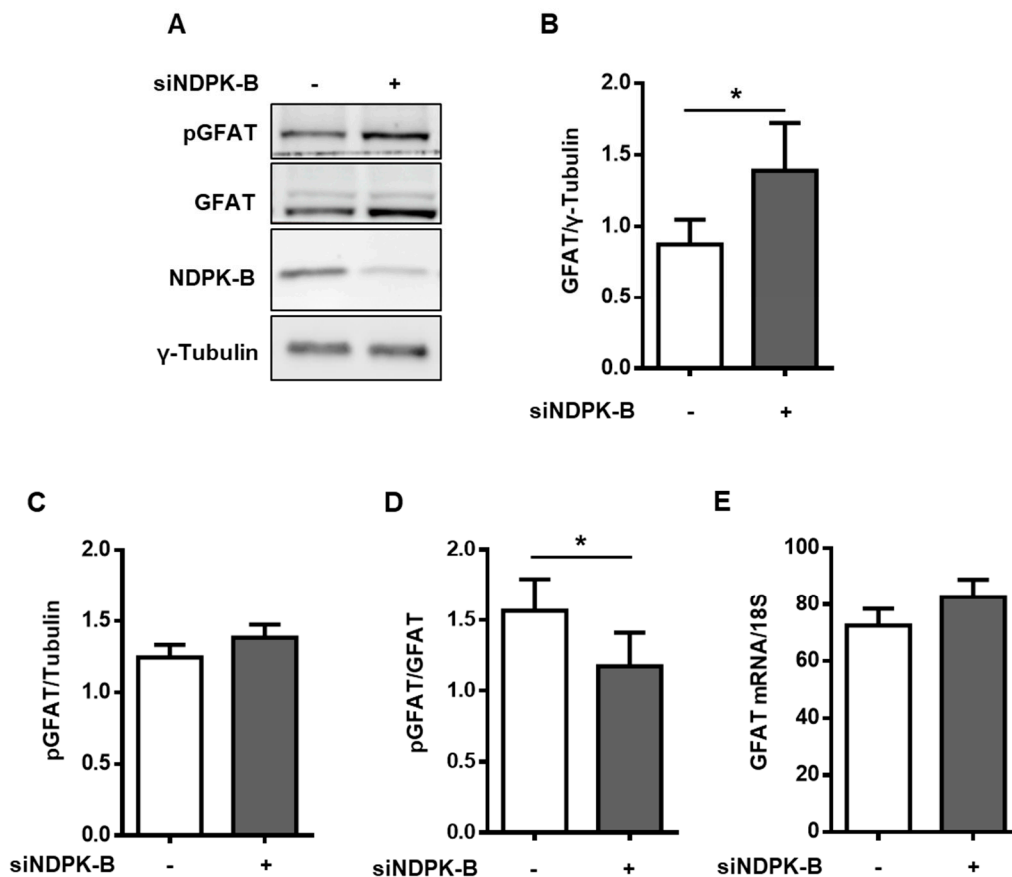 A
siNDPK-B - +
pGFAT
GFAT
NDPK-B
γ-Tubulin
B
GFAT/γ-Tubulin
2.0
1.5
1.0
0.5
0.0
*
siNDPK-B - +
C
pGFAT/Tubulin
2.0
1.5
1.0
0.5
0.0
siNDPK-B - +
D
pGFAT/GFAT
2.0
1.5
1.0
0.5
0.0
*
siNDPK-B - +
E
GFAT mRNA/18S
100
80
60
40
20
0
siNDPK-B - +